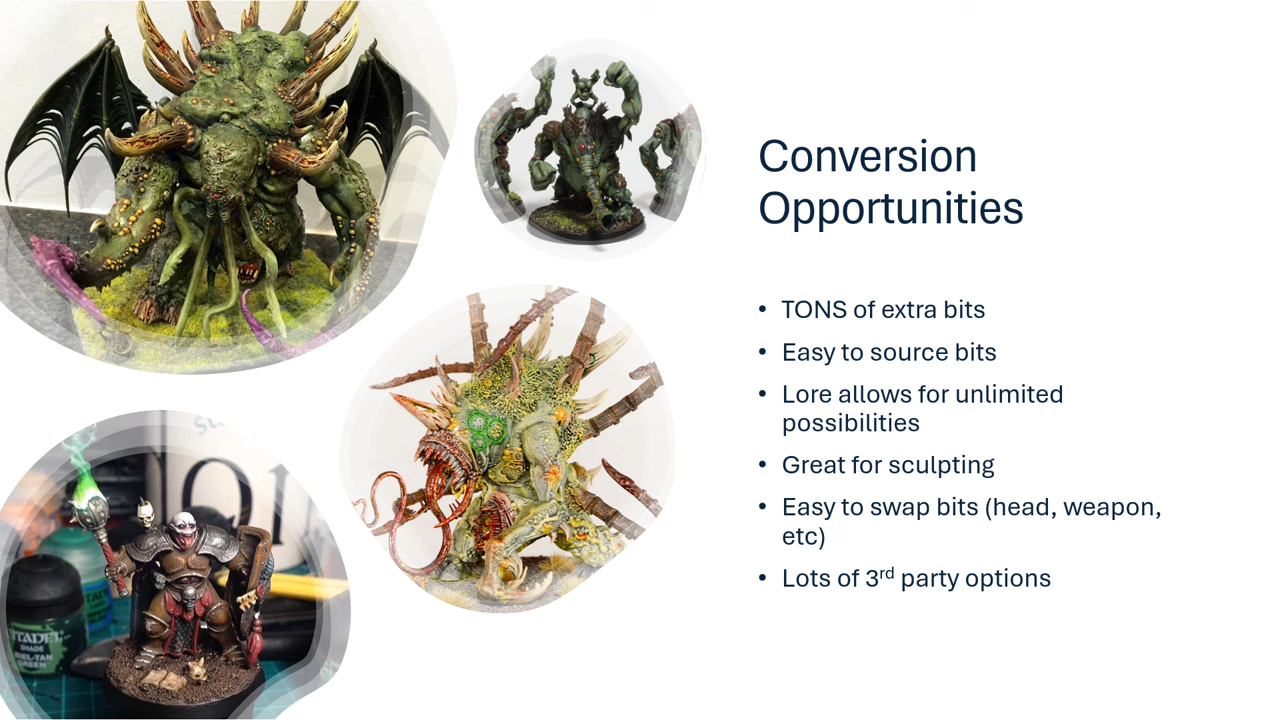 Conversion
Opportunities
• TONS of extra bits
• Easy to source bits
• Lore allows for unlimited
possibilities
• Great for sculpting
• Easy to swap bits (head, weapon,
etc)
• Lots of 3rd party options
SHADE
GREEN